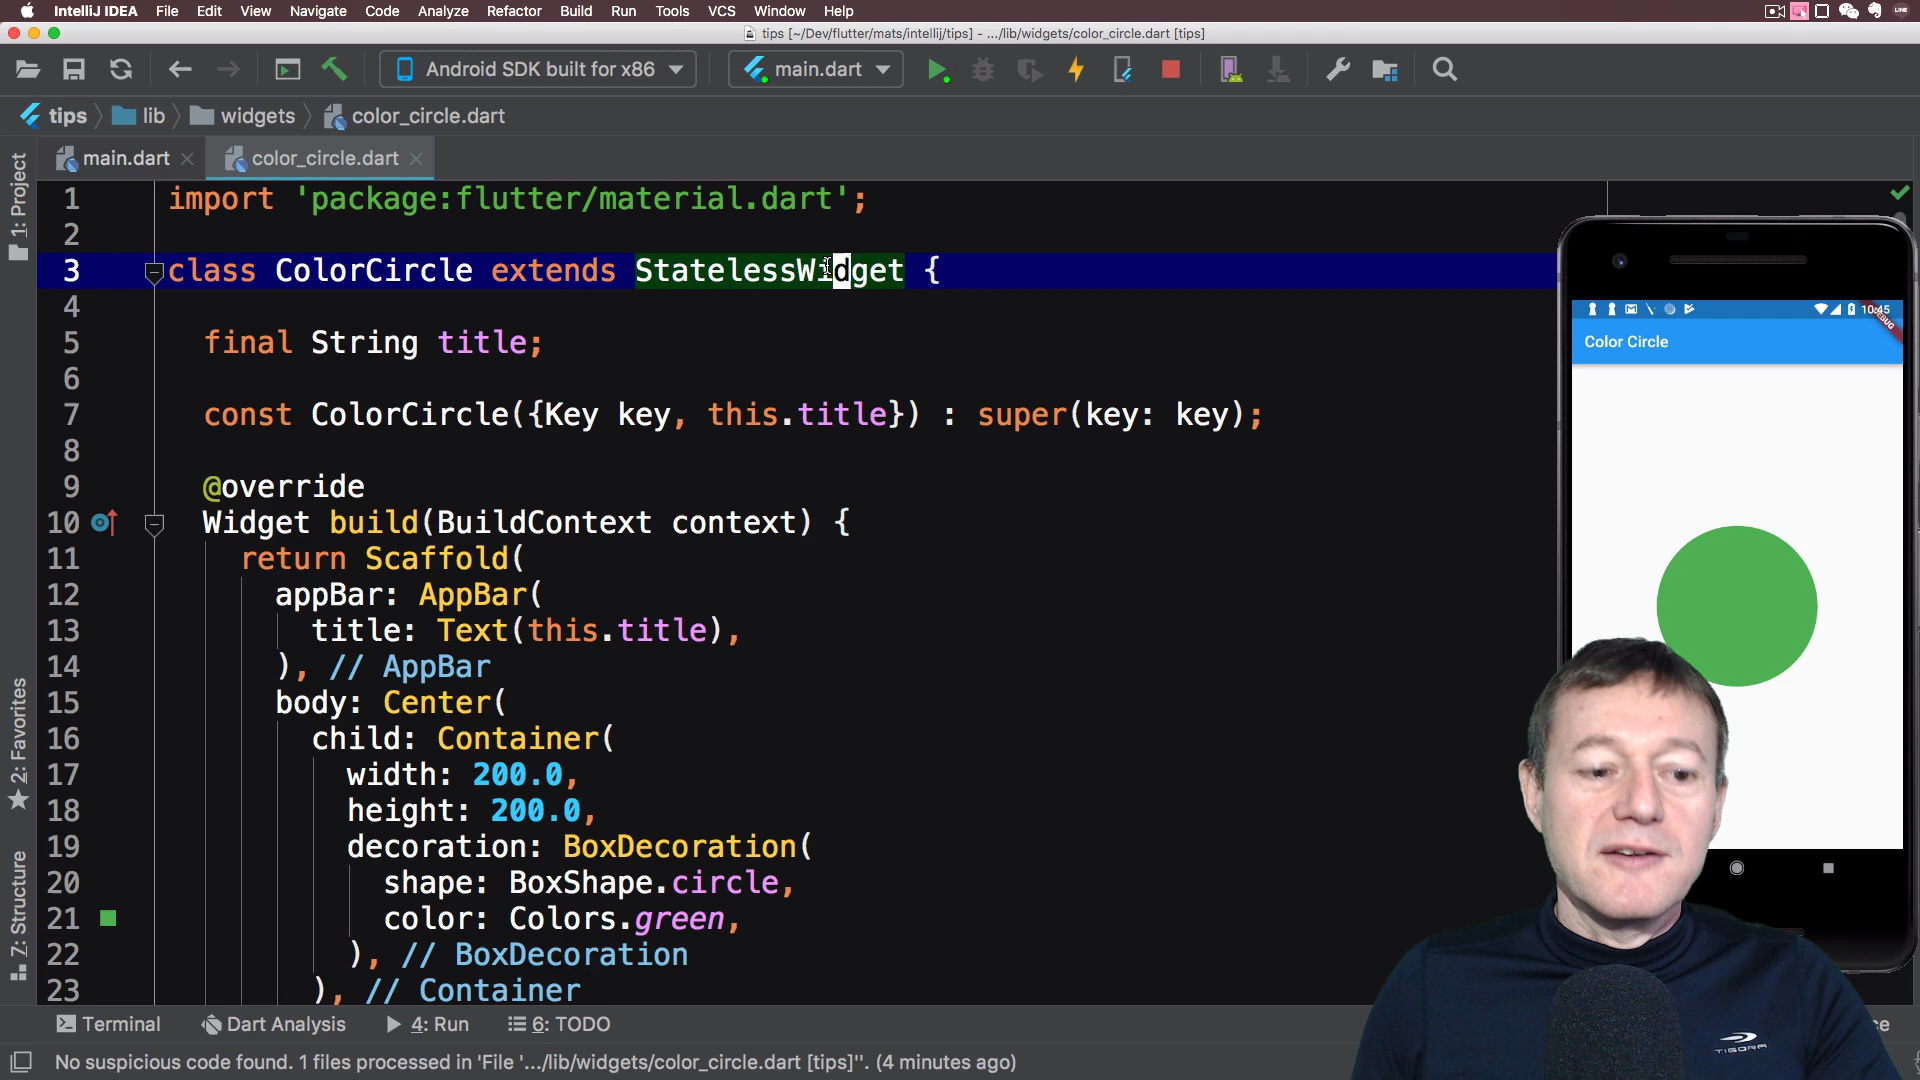 IntelliJ IDEA File Edit View Navigate Code Analyze Refactor Build Run Tools VCS Window Help
tips [~/Dev/flutter/mats/intellij/tips] - .../lib/widgets/color_circle.dart [tips]
Android SDK built for x86 main.dart
tips lib widgets color_circle.dart
main.dart color_circle.dart
1: Project
2: Favorites
7: Structure
1 import 'package:flutter/material.dart';
2
3 class ColorCircle extends StatelessWidget {
4
5 final String title;
6
7 const ColorCircle({Key key, this.title}) : super(key: key);
8
9 @override
10 Widget build(BuildContext context) {
11 return Scaffold(
12 appBar: AppBar(
13 title: Text(this.title),
14 ), // AppBar
15 body: Center(
16 child: Container(
17 width: 200.0,
18 height: 200.0,
19 decoration: BoxDecoration(
20 shape: BoxShape.circle,
21 color: Colors.green,
22 ), // BoxDecoration
23 ), // Container
10:45
DEBUG
Color Circle
TIGORA
Terminal Dart Analysis 4: Run 6: TODO
No suspicious code found. 1 files processed in 'File '.../lib/widgets/color_circle.dart [tips]''. (4 minutes ago)